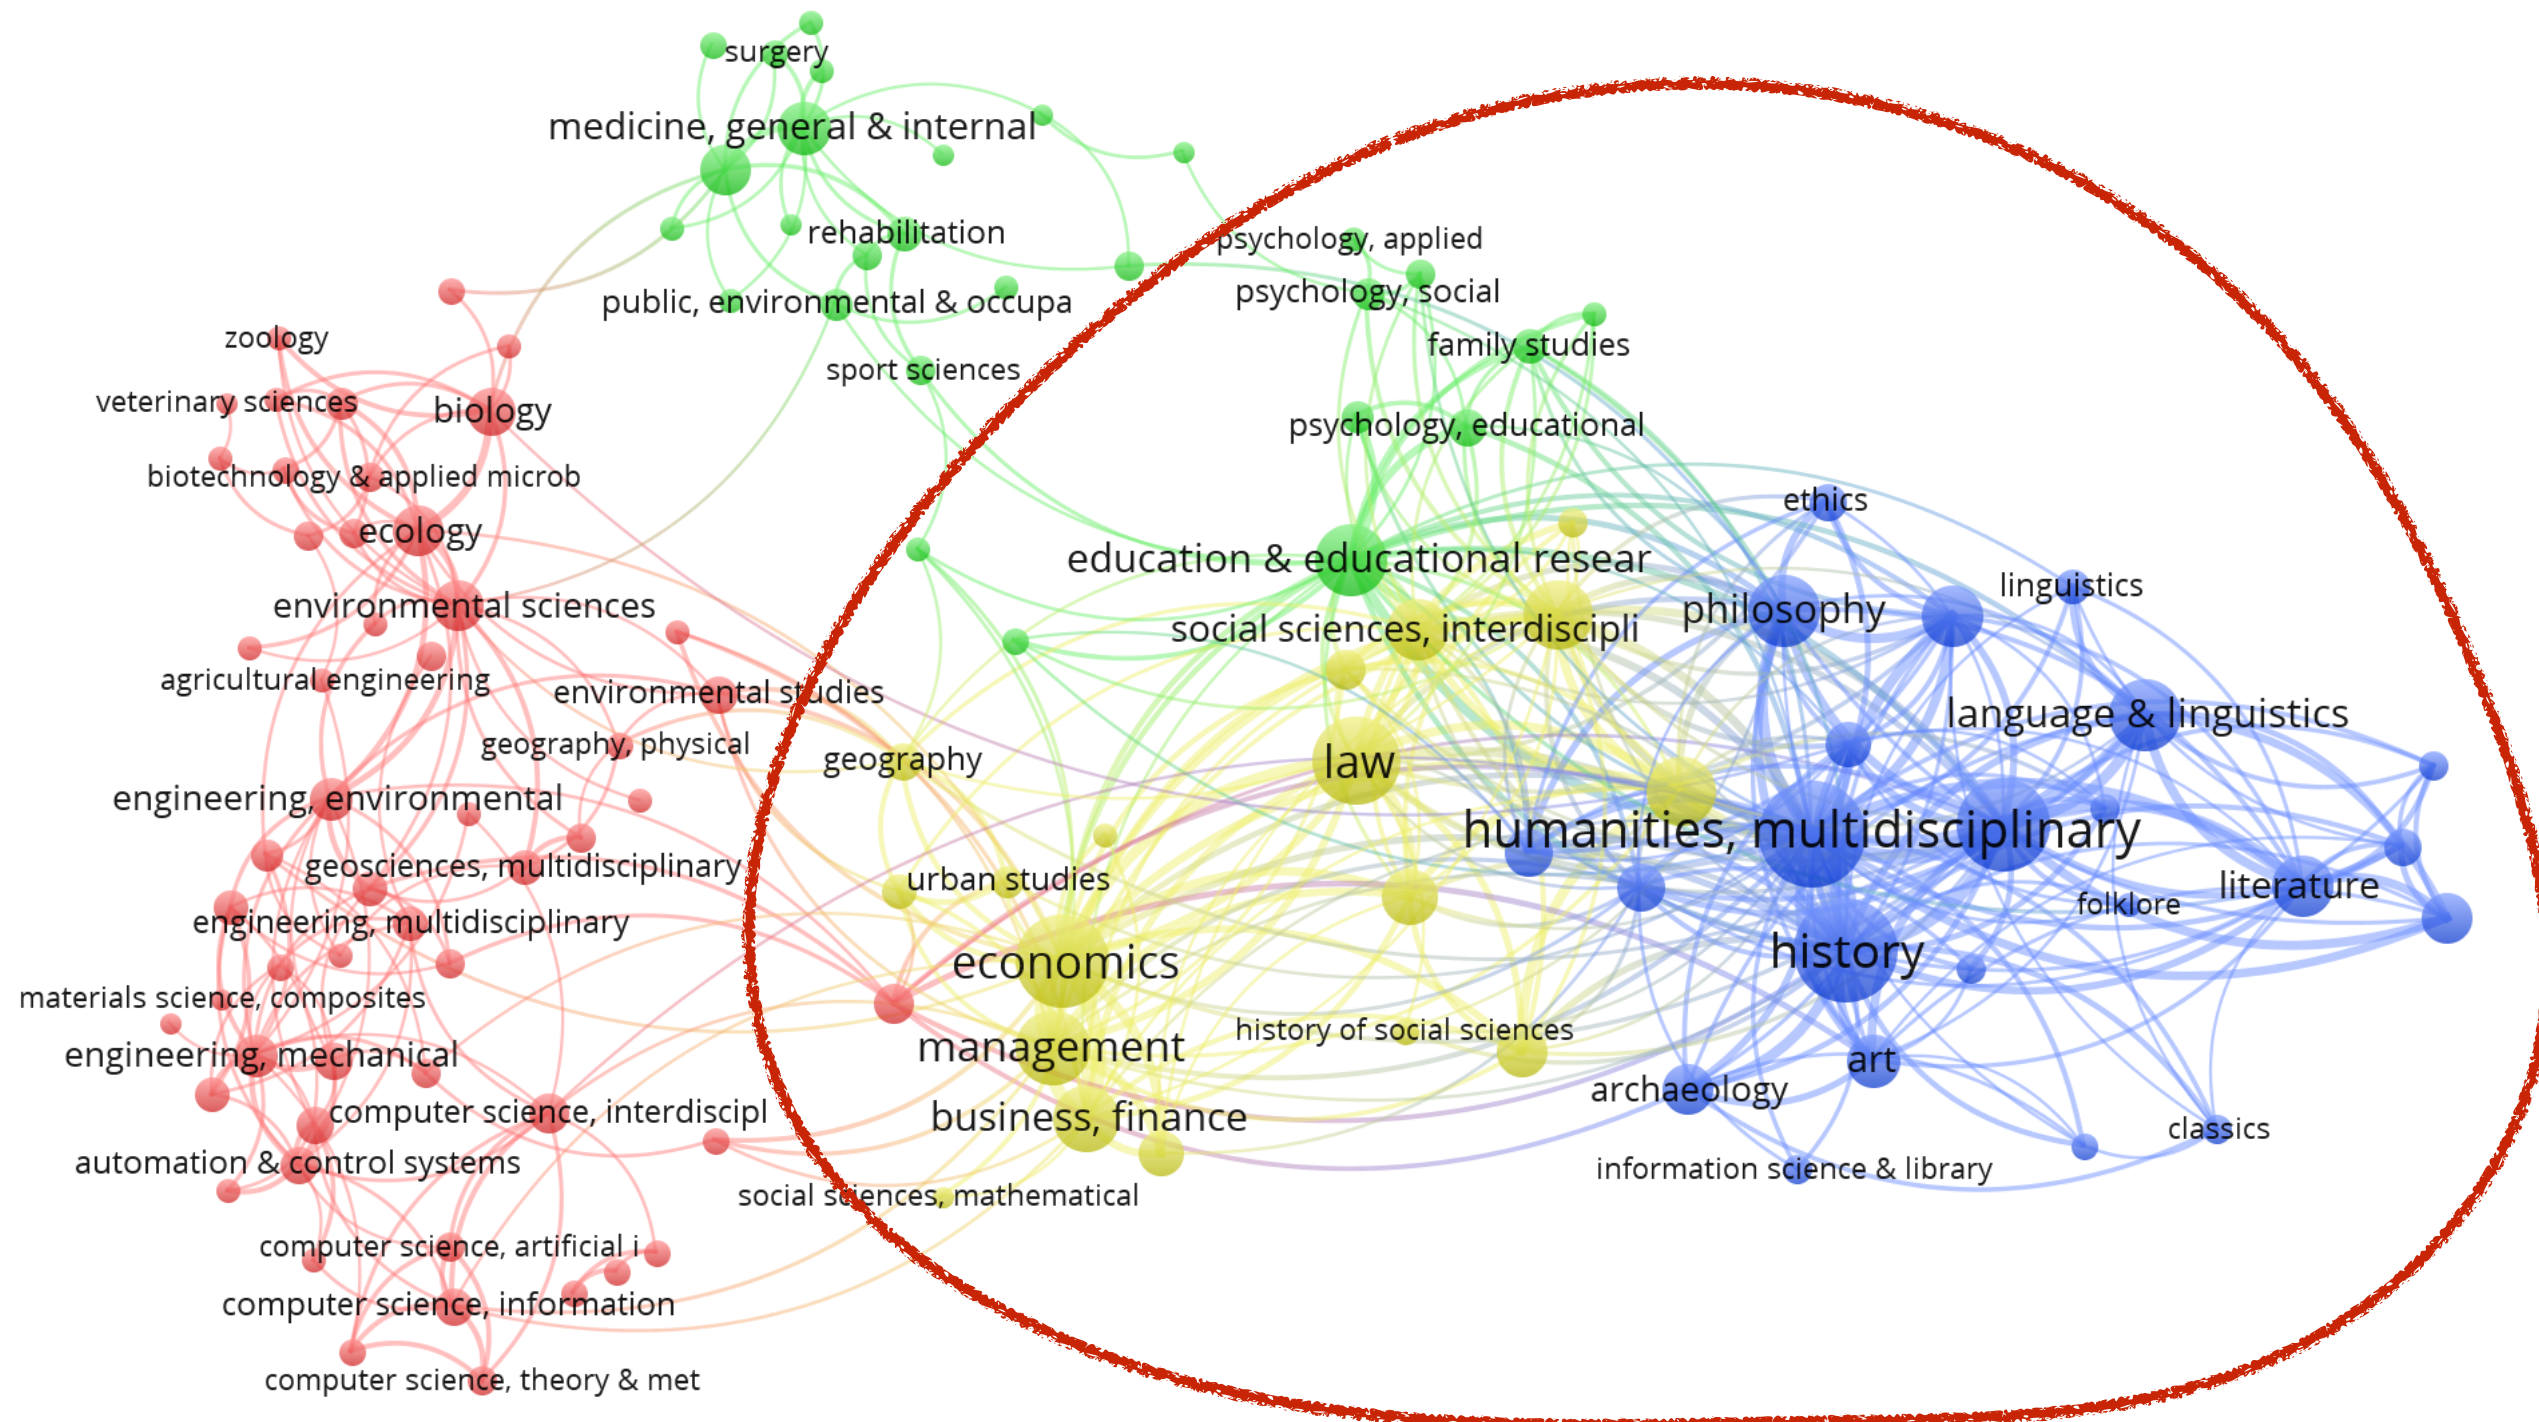 surgery
medicine, general & internal
rehabilitation
psychology, applied
psychology, social
public, environmental & occupa
zoology
family studies
sport sciences
veterinary sciences
biology
psychology, educational
biotechnology & applied microb
ethics
ecology
education & educational resear
linguistics
environmental sciences
philosophy
social sciences, interdiscipli
agricultural engineering
environmental studies
language & linguistics
geography, physical
geography
law
engineering, environmental
humanities, multidisciplinary
geosciences, multidisciplinary
urban studies
literature
folklore
engineering, multidisciplinary
history
economics
materials science, composites
history of social sciences
management
engineering, mechanical
art
archaeology
computer science, interdiscipl
business, finance
classics
automation & control systems
information science & library
social sciences, mathematical
computer science, artificial i
computer science, information
computer science, theory & met